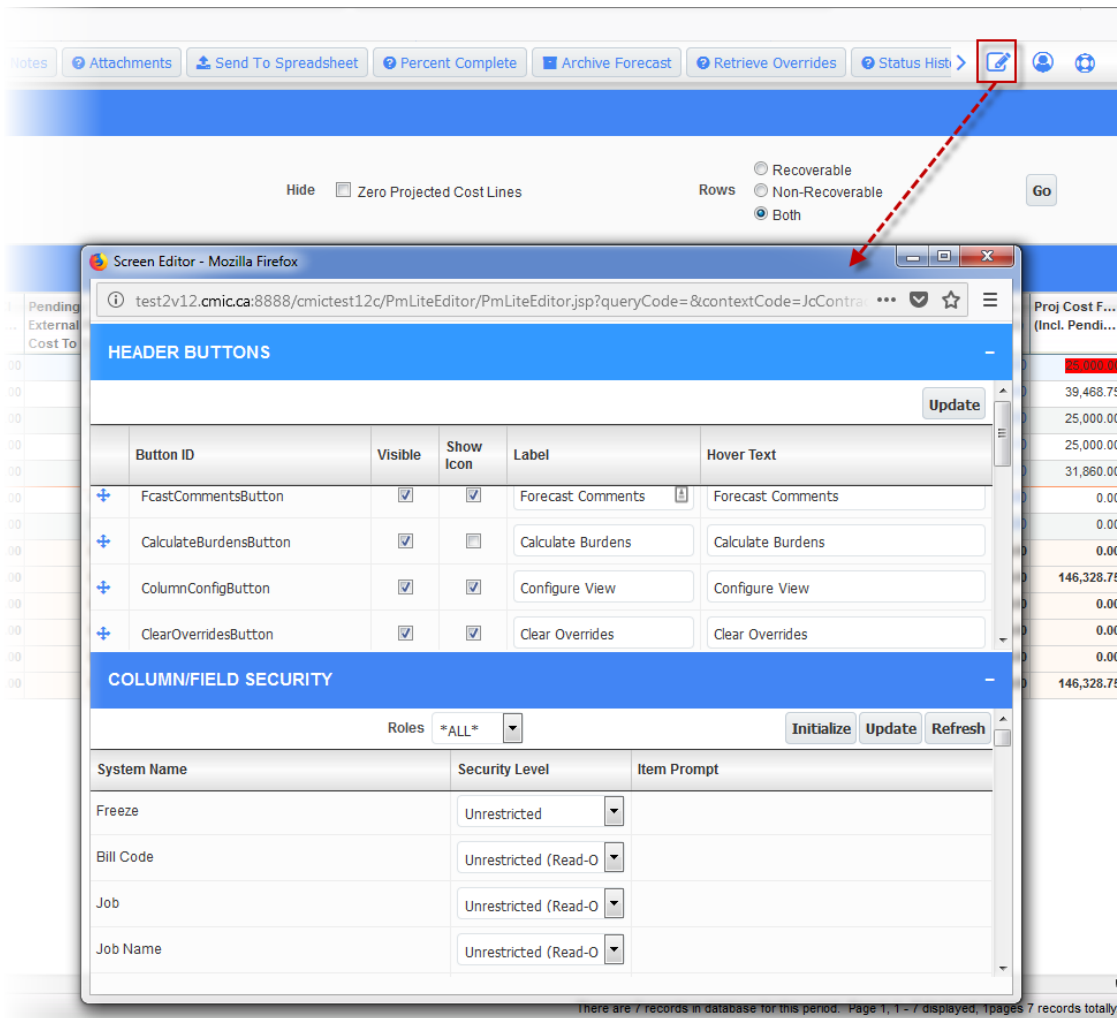 Notes Attachments Send To Spreadsheet Percent Complete Archive Forecast Retrieve Overrides Status Hist
Hide Zero Projected Cost Lines Rows
Recoverable
Non-Recoverable
Both
Go
Screen Editor - Mozilla Firefox
test2v12.cmic.ca:8888/cmictest12c/PmLiteEditor/PmLiteEditor.jsp?queryCode=&contextCode=JcContra
Pending
External
Cost To
Proj Cost F...
(Incl. Pendi...
HEADER BUTTONS
Update
Button ID Visible Show Icon Label Hover Text
FcastCommentsButton Forecast Comments Forecast Comments
CalculateBurdensButton Calculate Burdens Calculate Burdens
ColumnConfigButton Configure View Configure View
ClearOverridesButton Clear Overrides Clear Overrides
25,000.00
39,468.75
25,000.00
25,000.00
31,860.00
0.00
0.00
0.00
146,328.75
0.00
0.00
0.00
146,328.75
COLUMN/FIELD SECURITY
Roles *ALL* Initialize Update Refresh
System Name Security Level Item Prompt
Freeze Unrestricted
Bill Code Unrestricted (Read-O
Job Unrestricted (Read-O
Job Name Unrestricted (Read-O
There are 7 records in database for this period. Page 1, 1 - 7 displayed, 1pages 7 records totally